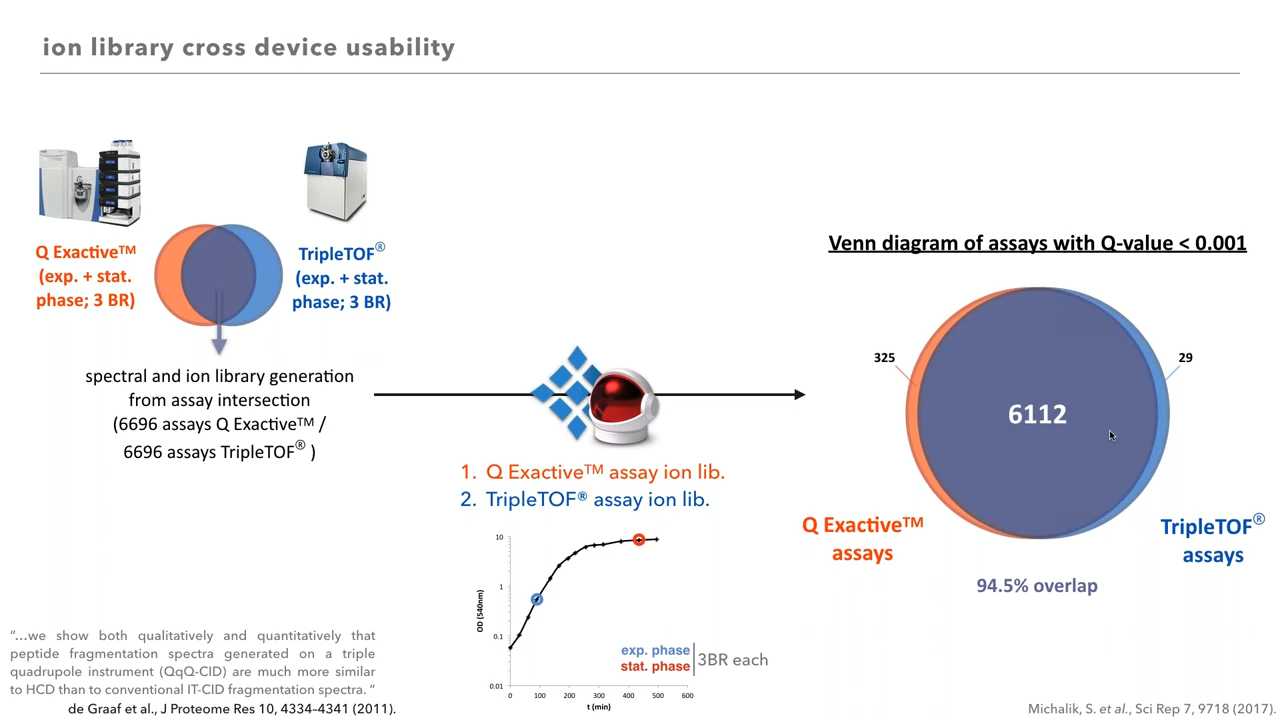 ion library cross device usability
Q Exactive™
(exp. + stat.
phase; 3 BR)
TripleTOF®
(exp. + stat.
phase; 3 BR)
spectral and ion library generation
from assay intersection
(6696 assays Q Exactive™ /
6696 assays TripleTOF® )
1. Q Exactive™ assay ion lib.
2. TripleTOF® assay ion lib.
10
1
0.1
0.01
OD (540nm)
0 100 200 300 400 500 600
t (min)
exp. phase
stat. phase
3BR each
Venn diagram of assays with Q-value < 0.001
325
29
6112
Q Exactive™
assays
TripleTOF®
assays
94.5% overlap
"...we show both qualitatively and quantitatively that
peptide fragmentation spectra generated on a triple
quadrupole instrument (QqQ-CID) are much more similar
to HCD than to conventional IT-CID fragmentation spectra. "
de Graaf et al., J Proteome Res 10, 4334–4341 (2011).
Michalik, S. et al., Sci Rep 7, 9718 (2017).